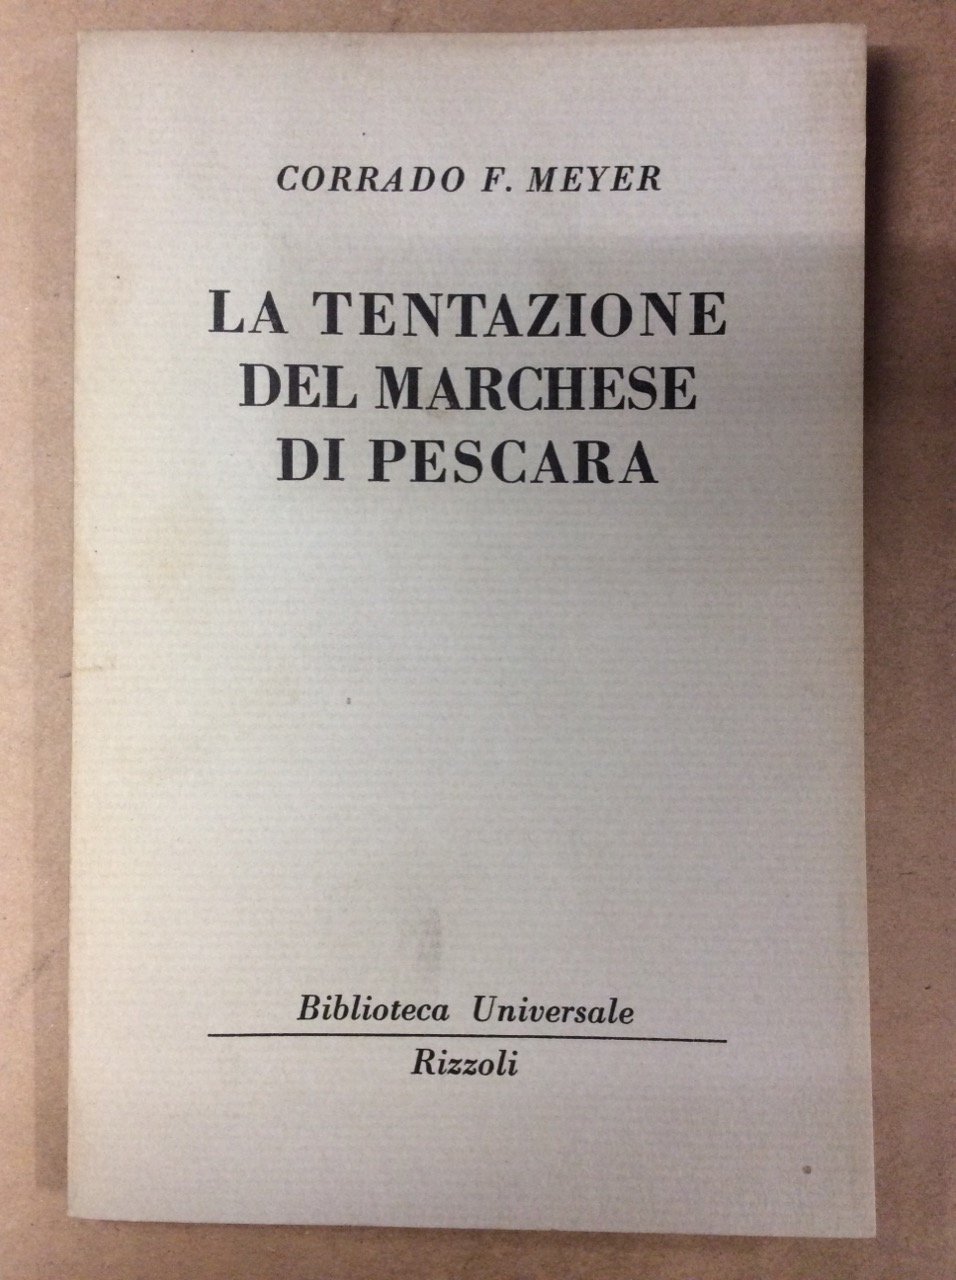 CORRADO F. MEYER
LA TENTAZIONE
DEL MARCHESE
DI PESCARA
Biblioteca Universale
Rizzoli